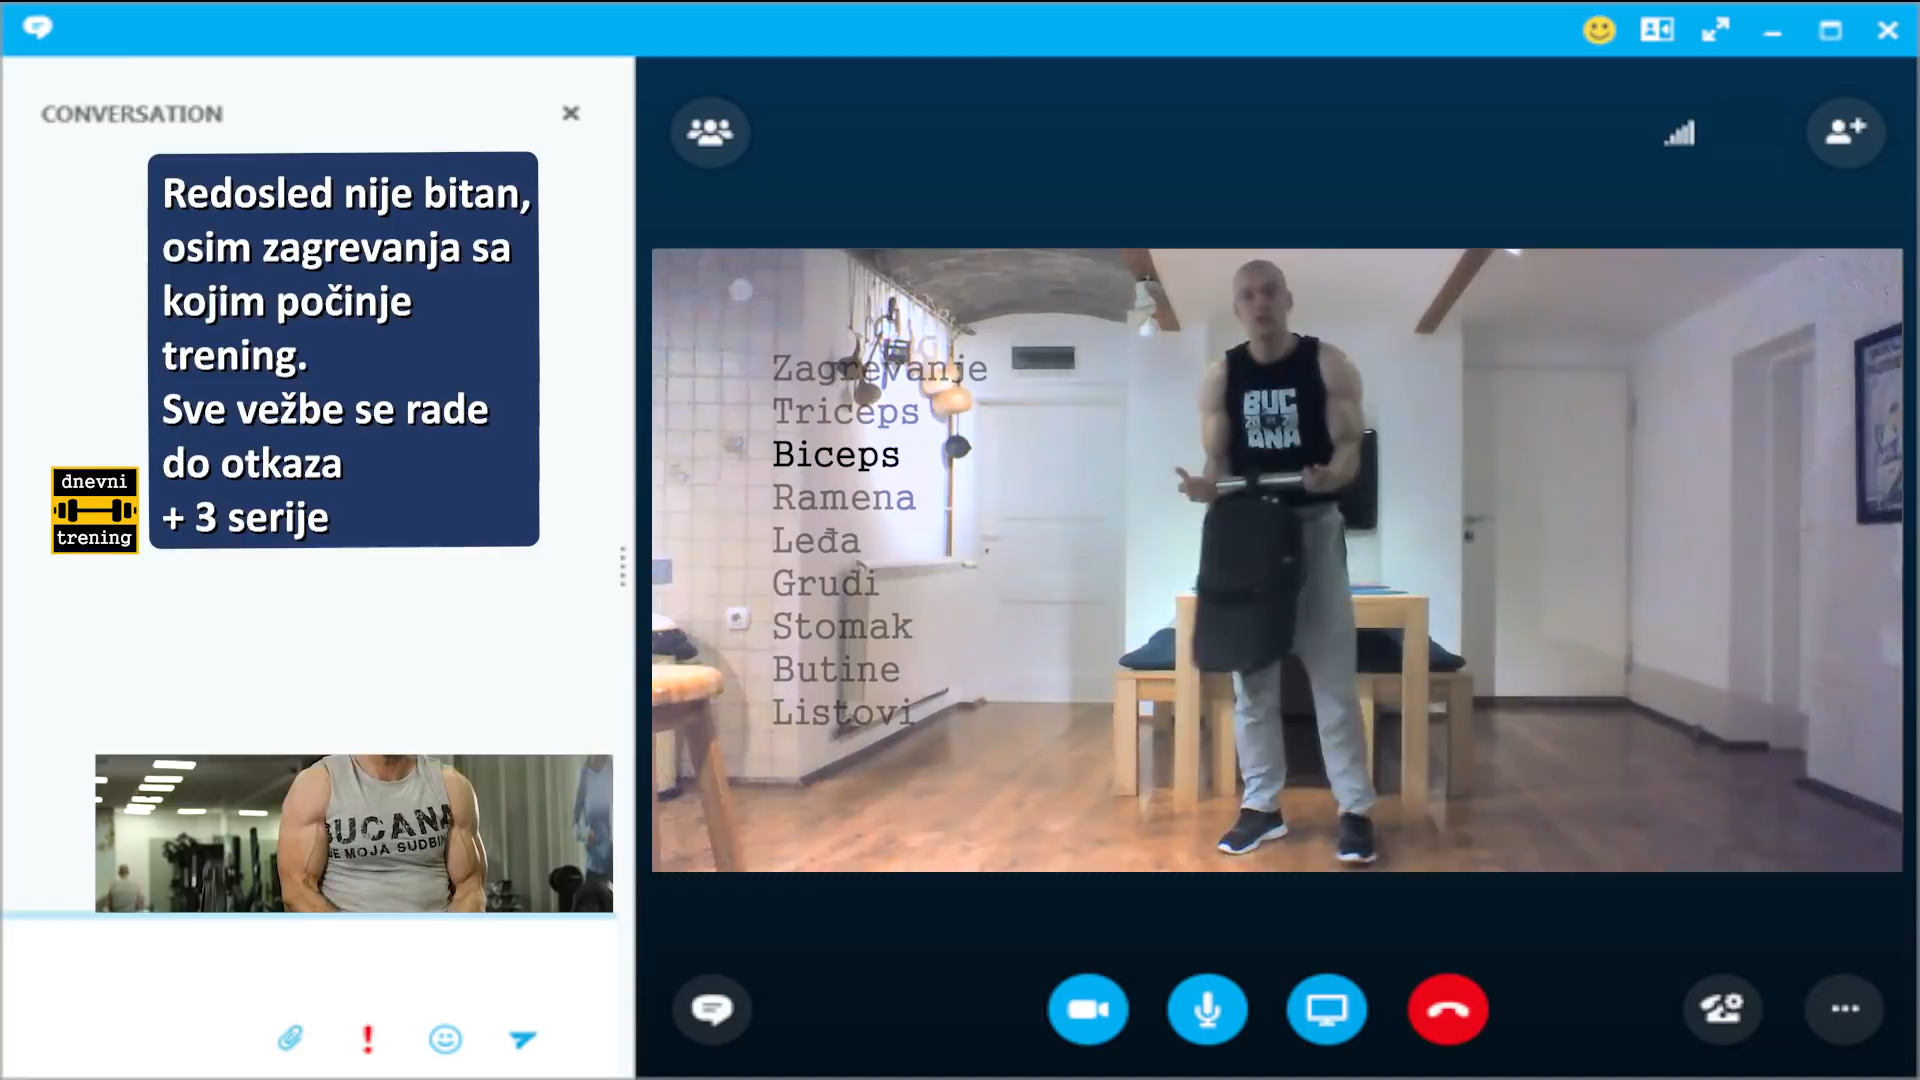 CONVERSATION
Redosled nije bitan,
osim zagrevanja sa
kojim počinje
trening.
Sve vežbe se rade
do otkaza
+ 3 serije
dnevni
trening
Zagrevanje
Triceps
Biceps
Ramena
Leđa
Grudi
Stomak
Butine
Listovi
BUC
ANA
BUCANA
JE MOJA SUDBIN